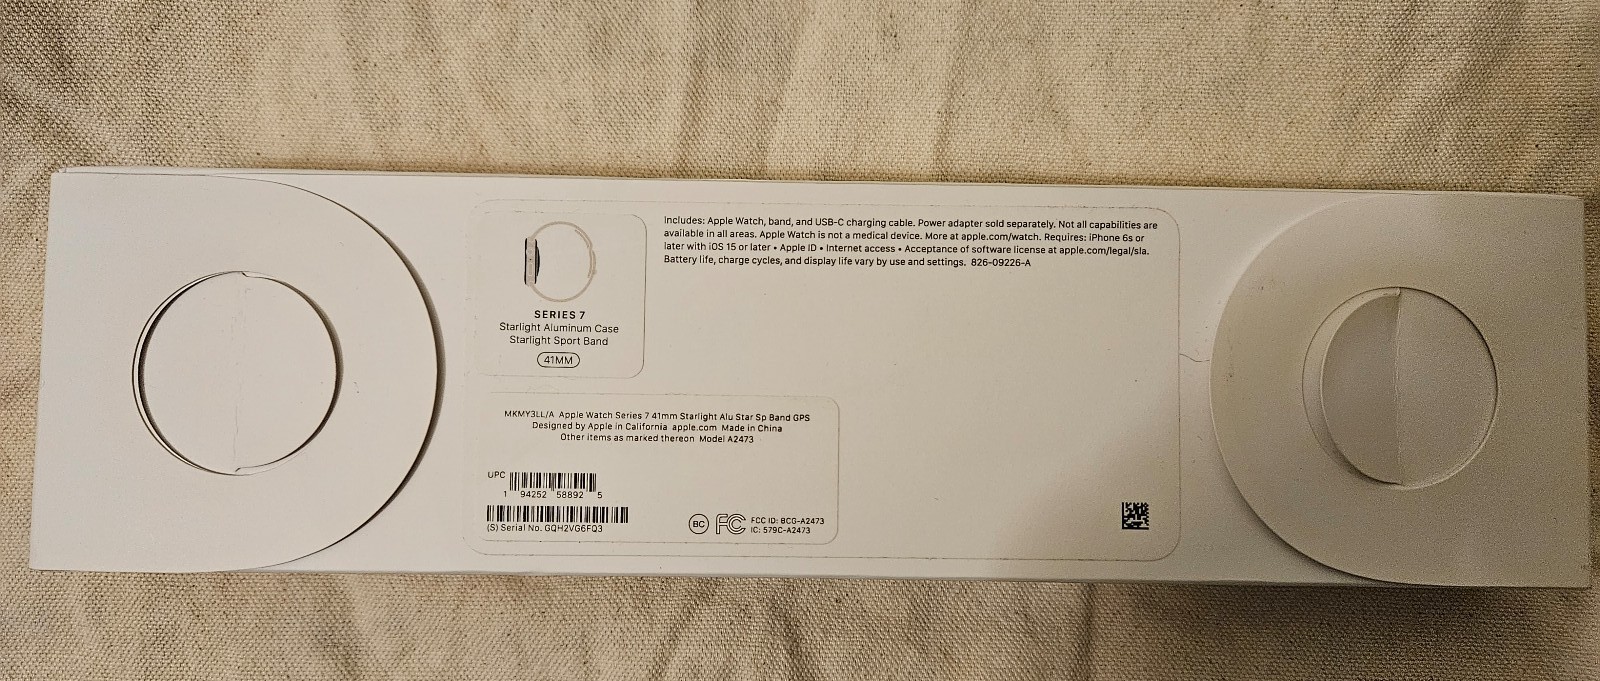 Includes: Apple Watch, band, and USB-C charging cable. Power adapter sold separately. Not all capabilities are
available in all areas. Apple Watch is not a medical device. More at apple.com/watch. Requires: iPhone 6s or
later with iOS 15 or later • Apple ID • Internet access • Acceptance of software license at apple.com/legal/sla.
Battery life, charge cycles, and display life vary by use and settings. 826-09226-A
SERIES 7
Starlight Aluminum Case
Starlight Sport Band
41MM
MKMY3LL/A Apple Watch Series 7 41mm Starlight Alu Star Sp Band GPS
Designed by Apple in California apple.com Made in China
Other items as marked thereon Model A2473
UPC
1 94252 58892 5
(S) Serial No. GQH2VG6FQ3
BC FC FCC ID: BCG-A2473
IC: 579C-A2473